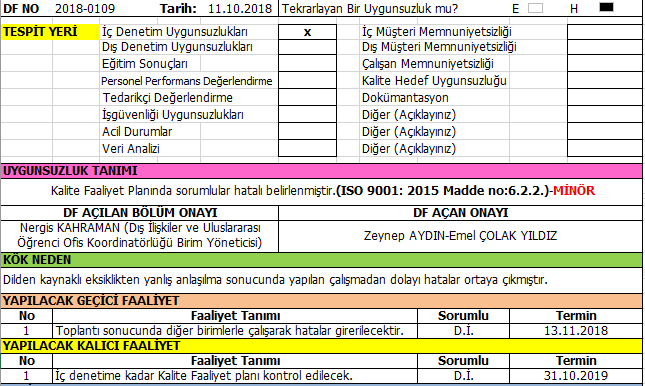 DF NO 2018-0109 Tarih: 11.10.2018 Tekrarlayan Bir Uygunsuzluk mu? E H
TESPİT YERİ İç Denetim Uygunsuzlukları x İç Müşteri Memnuniyetsizliği
Dış Denetim Uygunsuzlukları Dış Müşteri Memnuniyetsizliği
Eğitim Sonuçları Çalışan Memnuniyetsizliği
Personel Performans Değerlendirme Kalite Hedef Uygunsuzluğu
Tedarikçi Değerlendirme Dokümantasyon
İşgüvenliği Uygunsuzlukları Diğer (Açıklayınız)
Acil Durumlar Diğer (Açıklayınız)
Veri Analizi Diğer (Açıklayınız)
UYGUNSUZLUK TANIMI
Kalite Faaliyet Planında sorumlular hatalı belirlenmiştir.(ISO 9001: 2015 Madde no:6.2.2.)-MİNÖR
DF AÇILAN BÖLÜM ONAYI DF AÇAN ONAYI
Nergis KAHRAMAN (Dış İlişkiler ve Uluslararası
Öğrenci Ofis Koordinatörlüğü Birim Yöneticisi) Zeynep AYDIN-Emel ÇOLAK YILDIZ
KÖK NEDEN
Dilden kaynaklı eksiklikten yanlış anlaşılma sonucunda yapılan çalışmadan dolayı hatalar ortaya çıkmıştır.
YAPILACAK GEÇİCİ FAALİYET
No Faaliyet Tanımı Sorumlu Termin
1 Toplantı sonucunda diğer birimlerle çalışarak hatalar girerilecektir. D.İ. 13.11.2018
YAPILACAK KALICI FAALİYET
No Faaliyet Tanımı Sorumlu Termin
1 İç denetime kadar Kalite Faaliyet planı kontrol edilecek. D.İ. 31.10.2019